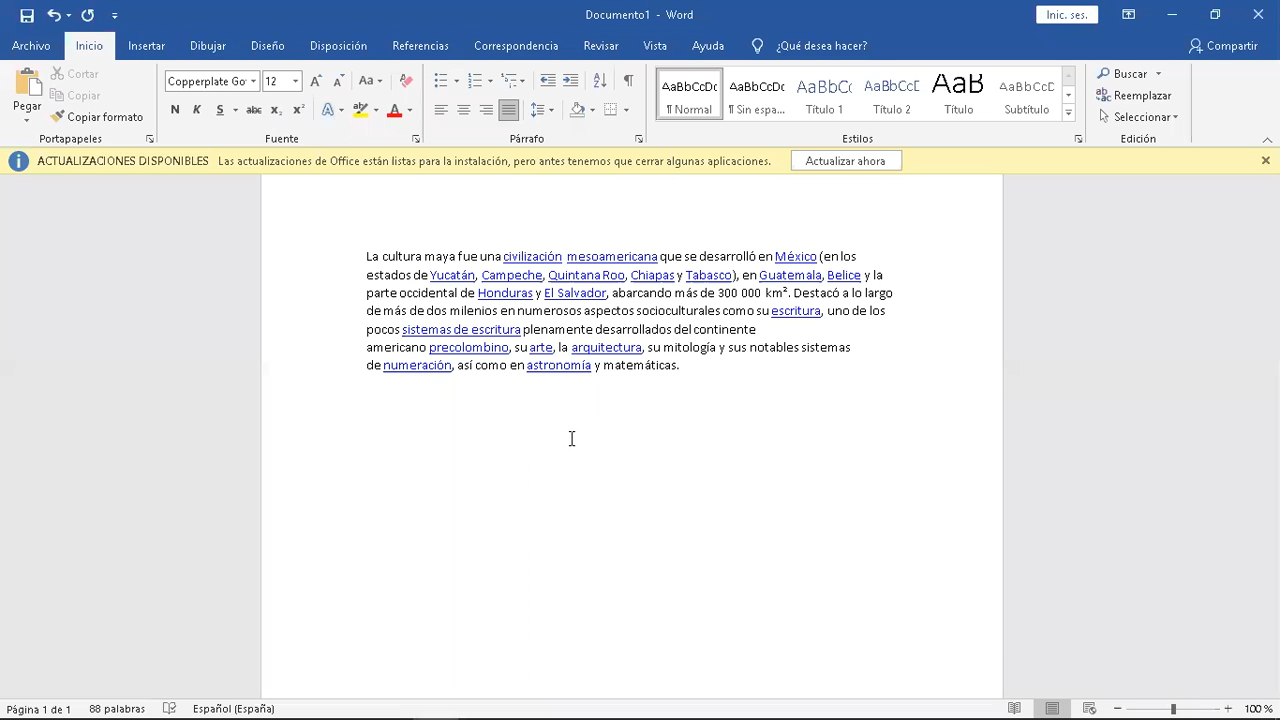 Documento1 - Word
Inic. ses.
Archivo Inicio Insertar Dibujar Diseño Disposición Referencias Correspondencia Revisar Vista Ayuda ¿Qué desea hacer? Compartir
Pegar
Cortar
Copiar
Copiar formato
Portapapeles
Copperplate Go 12 Aa
N K S abc x₂ x² A A
Fuente
Párrafo
AaBbCcDc AaBbCcDc AaBbCc AaBbCcD AaB AaBbCcD
¶ Normal ¶ Sin espa... Título 1 Título 2 Título Subtítulo
Estilos
Buscar
Reemplazar
Seleccionar
Edición
ACTUALIZACIONES DISPONIBLES Las actualizaciones de Office están listas para la instalación, pero antes tenemos que cerrar algunas aplicaciones. Actualizar ahora
La cultura maya fue una civilización mesoamericana que se desarrolló en México (en los
estados de Yucatán, Campeche, Quintana Roo, Chiapas y Tabasco), en Guatemala, Belice y la
parte occidental de Honduras y El Salvador, abarcando más de 300 000 km². Destacó a lo largo
de más de dos milenios en numerosos aspectos socioculturales como su escritura, uno de los
pocos sistemas de escritura plenamente desarrollados del continente
americano precolombino, su arte, la arquitectura, su mitología y sus notables sistemas
de numeración, así como en astronomía y matemáticas.
Página 1 de 1 88 palabras Español (España) 100 %